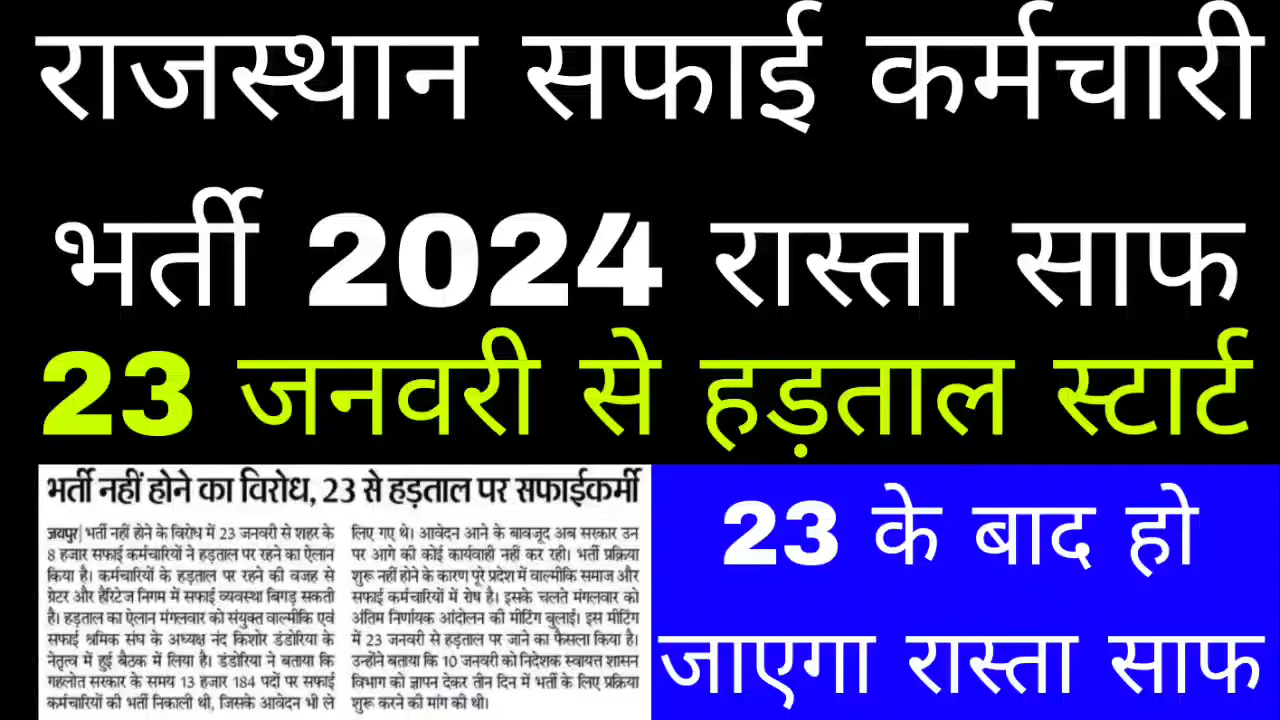 राजस्थान सफाई कर्मचारी
भर्ती 2024 रास्ता साफ
23 जनवरी से हड़ताल स्टार्ट
भर्ती नहीं होने का विरोध, 23 से हड़ताल पर सफाईकर्मी
जयपुर| भर्ती नहीं होने के विरोध में 23 जनवरी से शहर के
8 हजार सफाई कर्मचारियों ने हड़ताल पर रहने का ऐलान
किया है। कर्मचारियों के हड़ताल पर रहने की वजह से
ग्रेटर और हैरिटेज निगम में सफाई व्यवस्था बिगड़ सकती
है। हड़ताल का ऐलान मंगलवार को संयुक्त वाल्मीकि एवं
सफाई श्रमिक संघ के अध्यक्ष नंद किशोर डंडोरिया के
नेतृत्व में हुई बैठक में लिया है। डंडोरिया ने बताया कि
गहलोत सरकार के समय 13 हजार 184 पदों पर सफाई
कर्मचारियों की भर्ती निकाली थी, जिसके आवेदन भी ले
लिए गए थे। आवेदन आने के बावजूद अब सरकार उन
पर आगे की कोई कार्यवाही नहीं कर रही। भर्ती प्रक्रिया
शुरू नहीं होने के कारण पूरे प्रदेश में वाल्मीकि समाज और
सफाई कर्मचारियों में रोष है। इसके चलते मंगलवार को
अंतिम निर्णायक आंदोलन की मीटिंग बुलाई। इस मीटिंग
में 23 जनवरी से हड़ताल पर जाने का फैसला किया है।
उन्होंने बताया कि 10 जनवरी को निदेशक स्वायत्त शासन
विभाग को ज्ञापन देकर तीन दिन में भर्ती के लिए प्रक्रिया
शुरू करने की मांग की थी।
23 के बाद हो
जाएगा रास्ता साफ